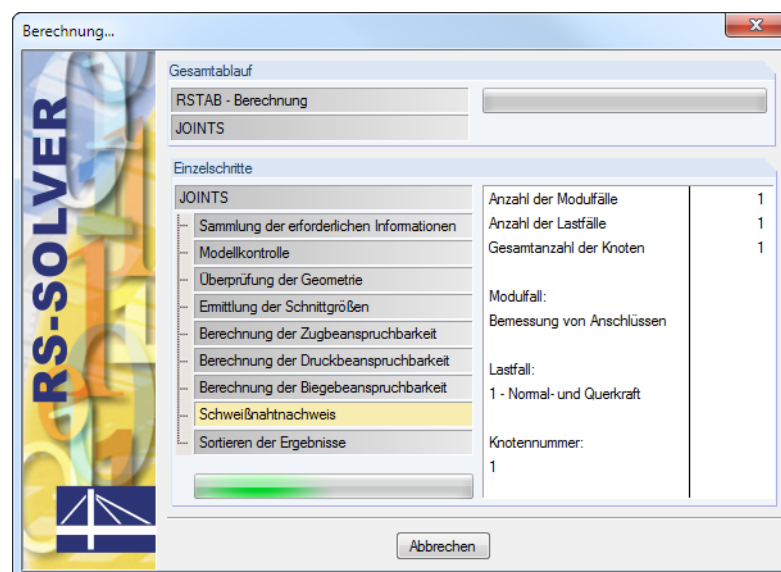 Berechnung...
RS-SOLVER
Gesamtablauf
RSTAB - Berechnung
JOINTS
Einzelschritte
JOINTS
Sammlung der erforderlichen Informationen
Modellkontrolle
Überprüfung der Geometrie
Ermittlung der Schnittgrößen
Berechnung der Zugbeanspruchbarkeit
Berechnung der Druckbeanspruchbarkeit
Berechnung der Biegebeanspruchbarkeit
Schweißnahtnachweis
Sortieren der Ergebnisse
Anzahl der Modulfälle 1
Anzahl der Lastfälle 1
Gesamtanzahl der Knoten 1
Modulfall:
Bemessung von Anschlüssen
Lastfall:
1 - Normal- und Querkraft
Knotennummer:
1
Abbrechen